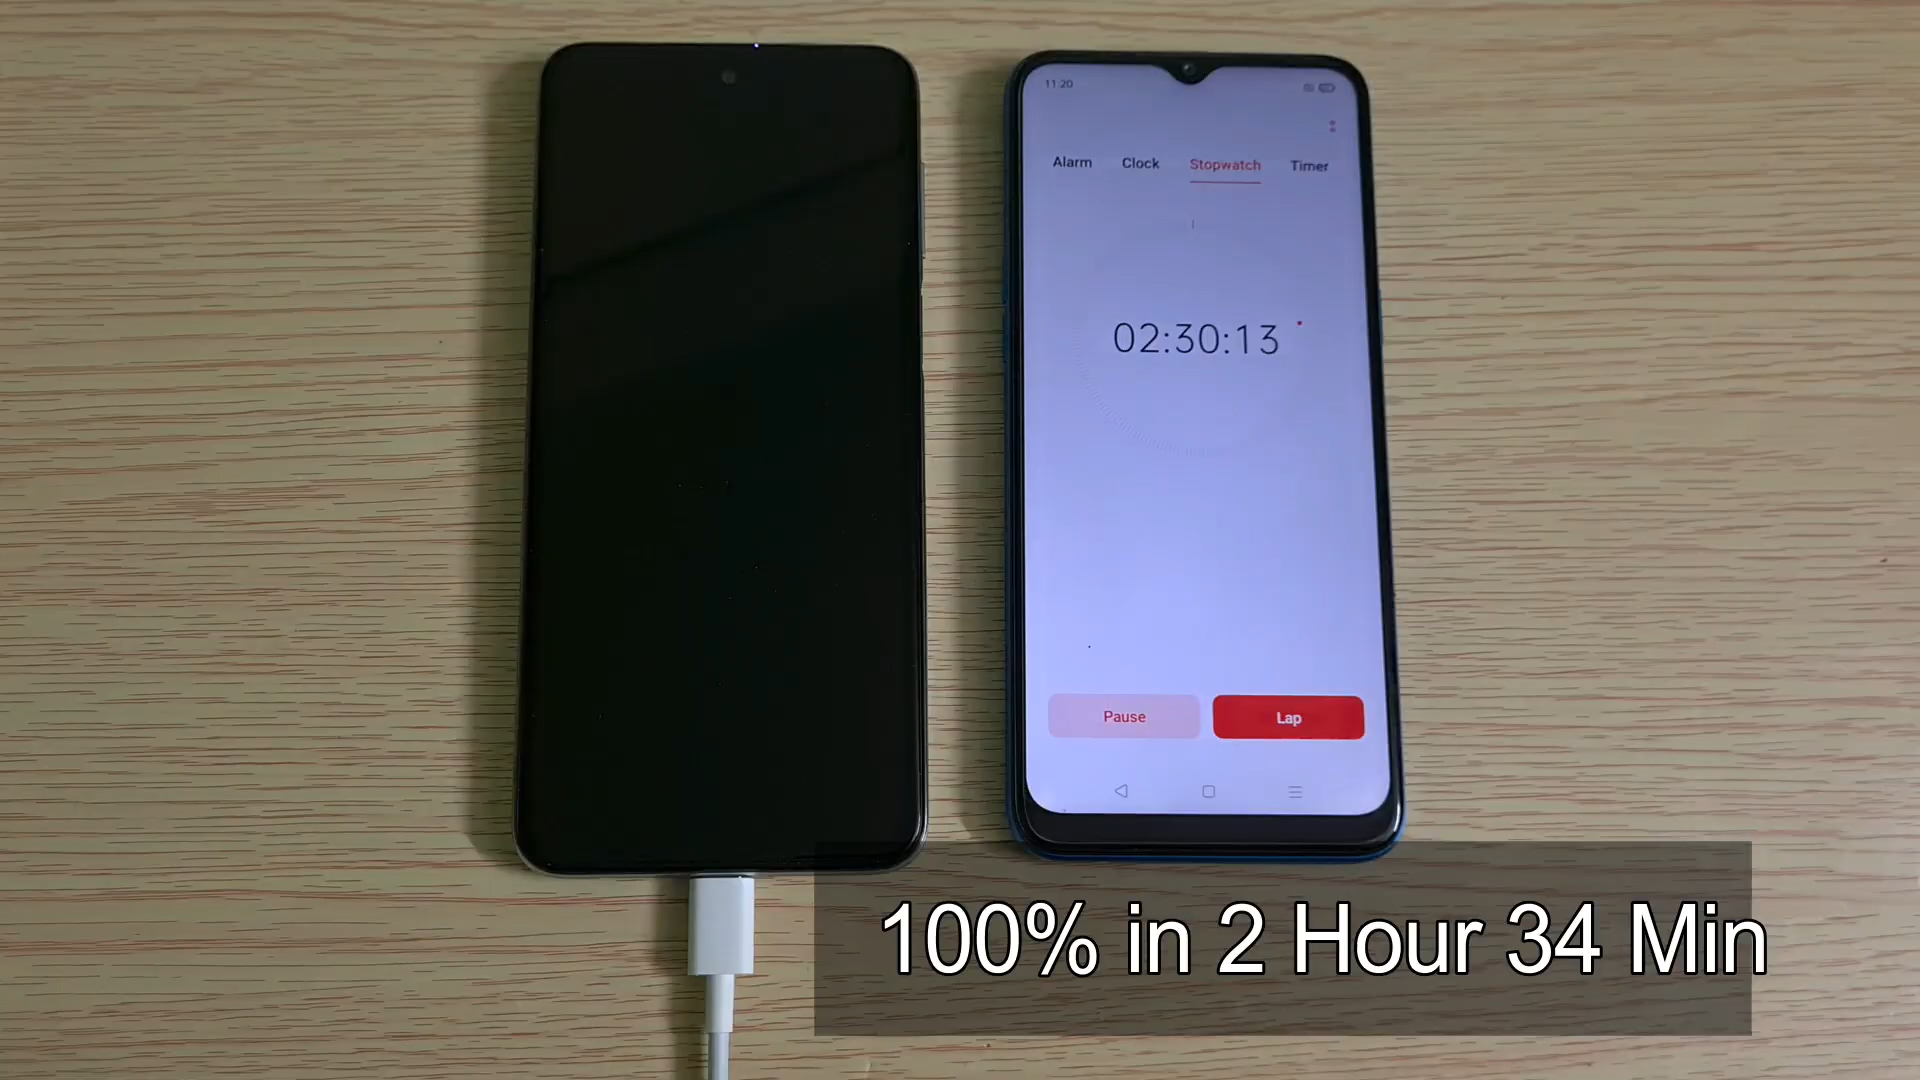 11:20
Alarm Clock Stopwatch Timer
02:30:13
Pause Lap
100% in 2 Hour 34 Min